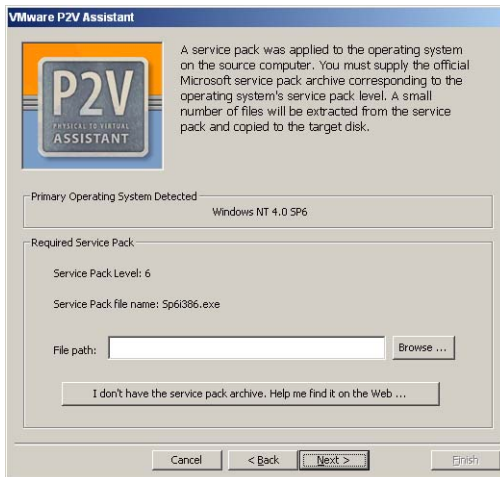 VMware P2V Assistant
A service pack was applied to the operating system
on the source computer. You must supply the official
Microsoft service pack archive corresponding to the
operating system's service pack level. A small
number of files will be extracted from the service
pack and copied to the target disk.
P2V
PHYSICAL TO VIRTUAL
ASSISTANT
Primary Operating System Detected
Windows NT 4.0 SP6
Required Service Pack
Service Pack Level: 6
Service Pack file name: Sp6i386.exe
File path:
Browse ...
I don't have the service pack archive. Help me find it on the Web ...
Cancel
< Back
Next >
Finish